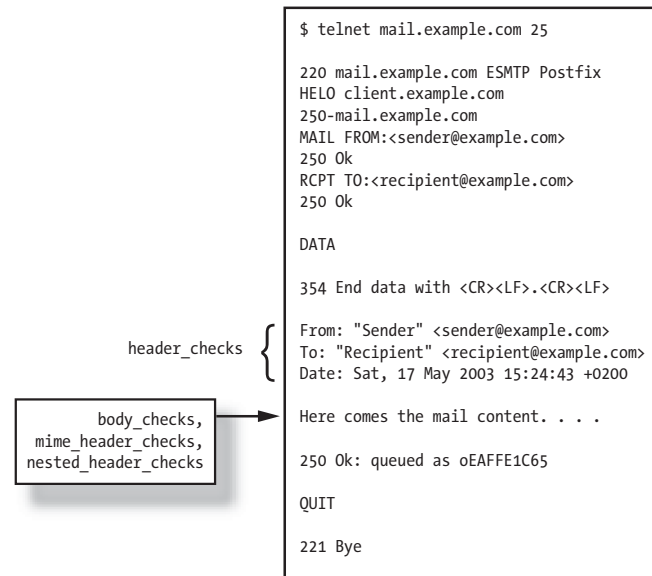 $ telnet mail.example.com 25
220 mail.example.com ESMTP Postfix
HELO client.example.com
250-mail.example.com
MAIL FROM:<sender@example.com>
250 Ok
RCPT TO:<recipient@example.com>
250 Ok
DATA
354 End data with <CR><LF>.<CR><LF>
header_checks
From: "Sender" <sender@example.com>
To: "Recipient" <recipient@example.com>
Date: Sat, 17 May 2003 15:24:43 +0200
body_checks,
mime_header_checks,
nested_header_checks
Here comes the mail content. . . .
250 Ok: queued as 0EAFFE1C65
QUIT
221 Bye